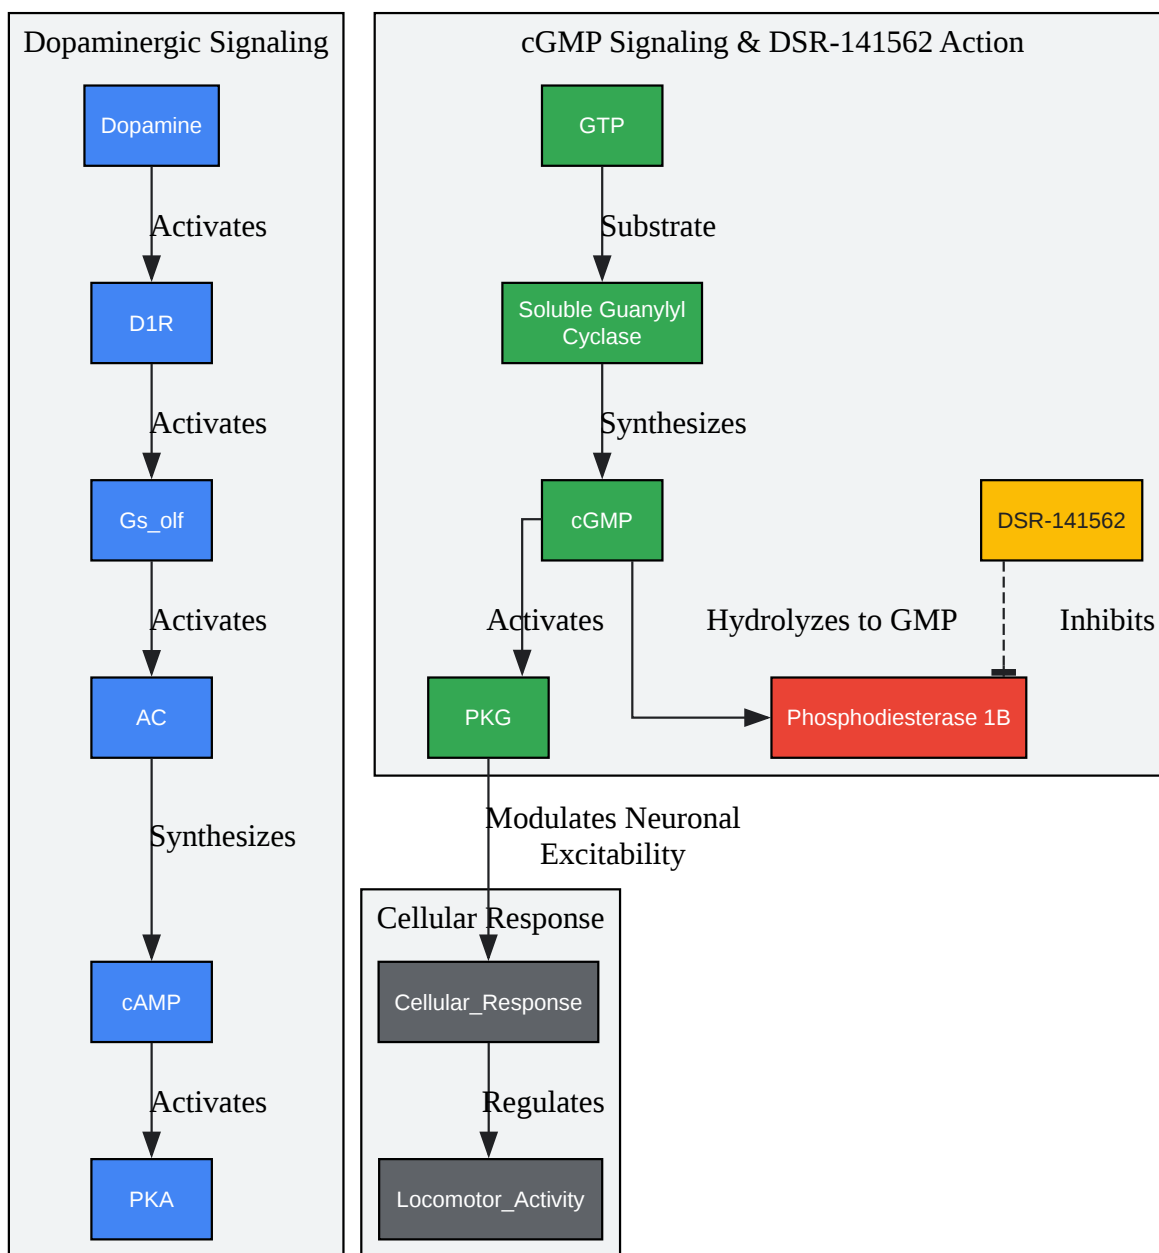 Dopaminergic Signaling
Dopamine
Activates
D1R
Activates
Gs_olf
Activates
AC
Synthesizes
cAMP
Activates
PKA
cGMP Signaling & DSR-141562 Action
GTP
Substrate
Soluble Guanylyl
Cyclase
Synthesizes
cGMP
DSR-141562
Activates
Hydrolyzes to GMP
Inhibits
PKG
Phosphodiesterase 1B
Modulates Neuronal
Excitability
Cellular Response
Cellular_Response
Regulates
Locomotor_Activity